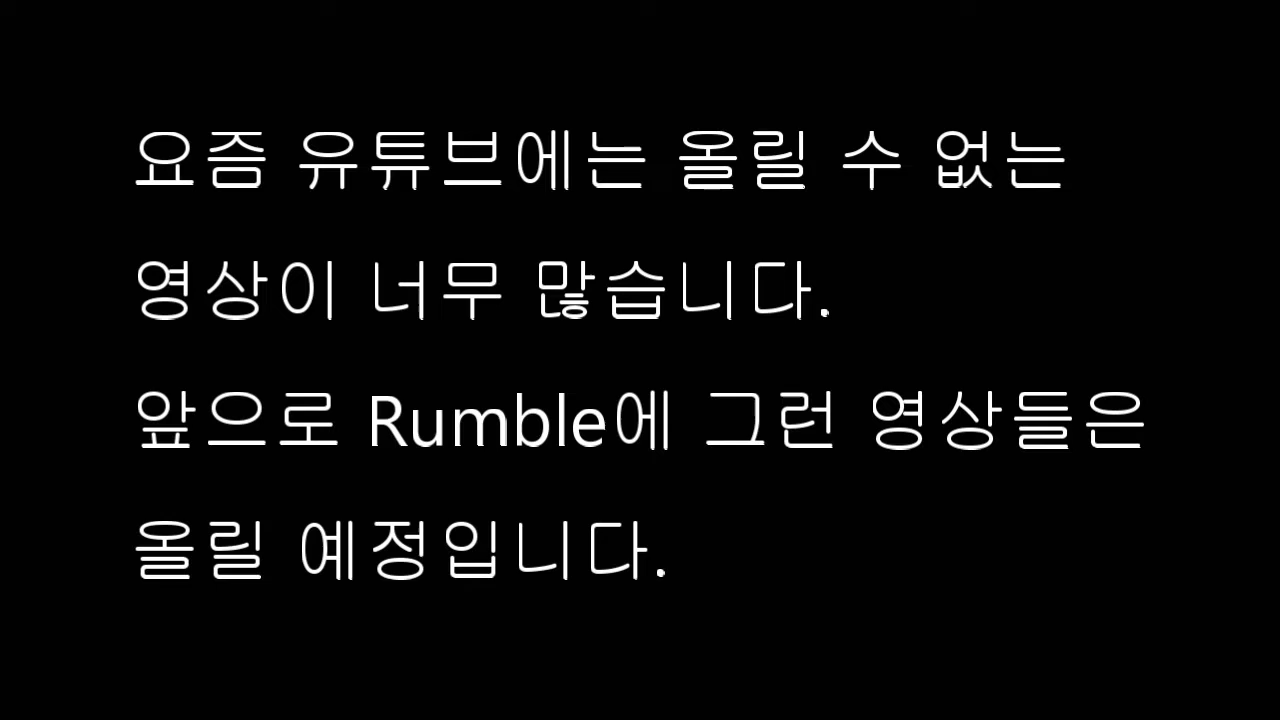 요즘 유튜브에는 올릴 수 없는
영상이 너무 많습니다.
앞으로 Rumble에 그런 영상들은
올릴 예정입니다.